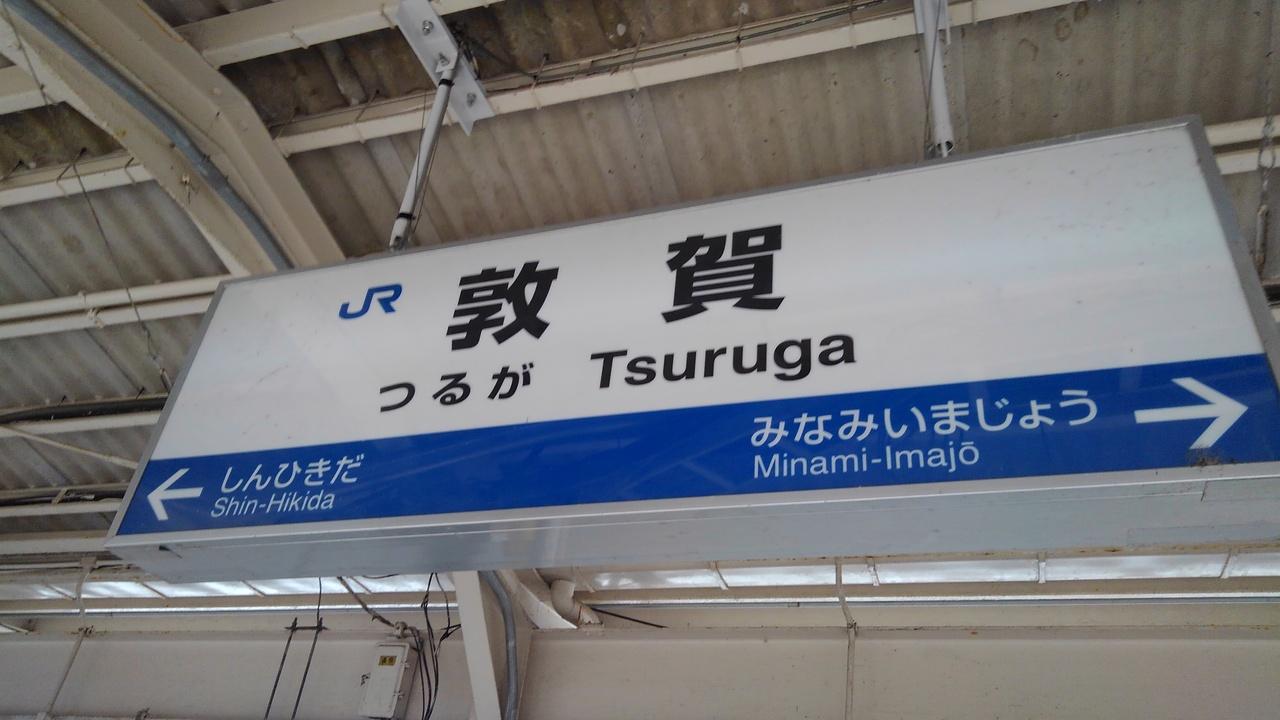 JR 敦賀
つるが Tsuruga
しんひきだ
Shin-Hikida
みなみいまじょう
Minami-Imajō